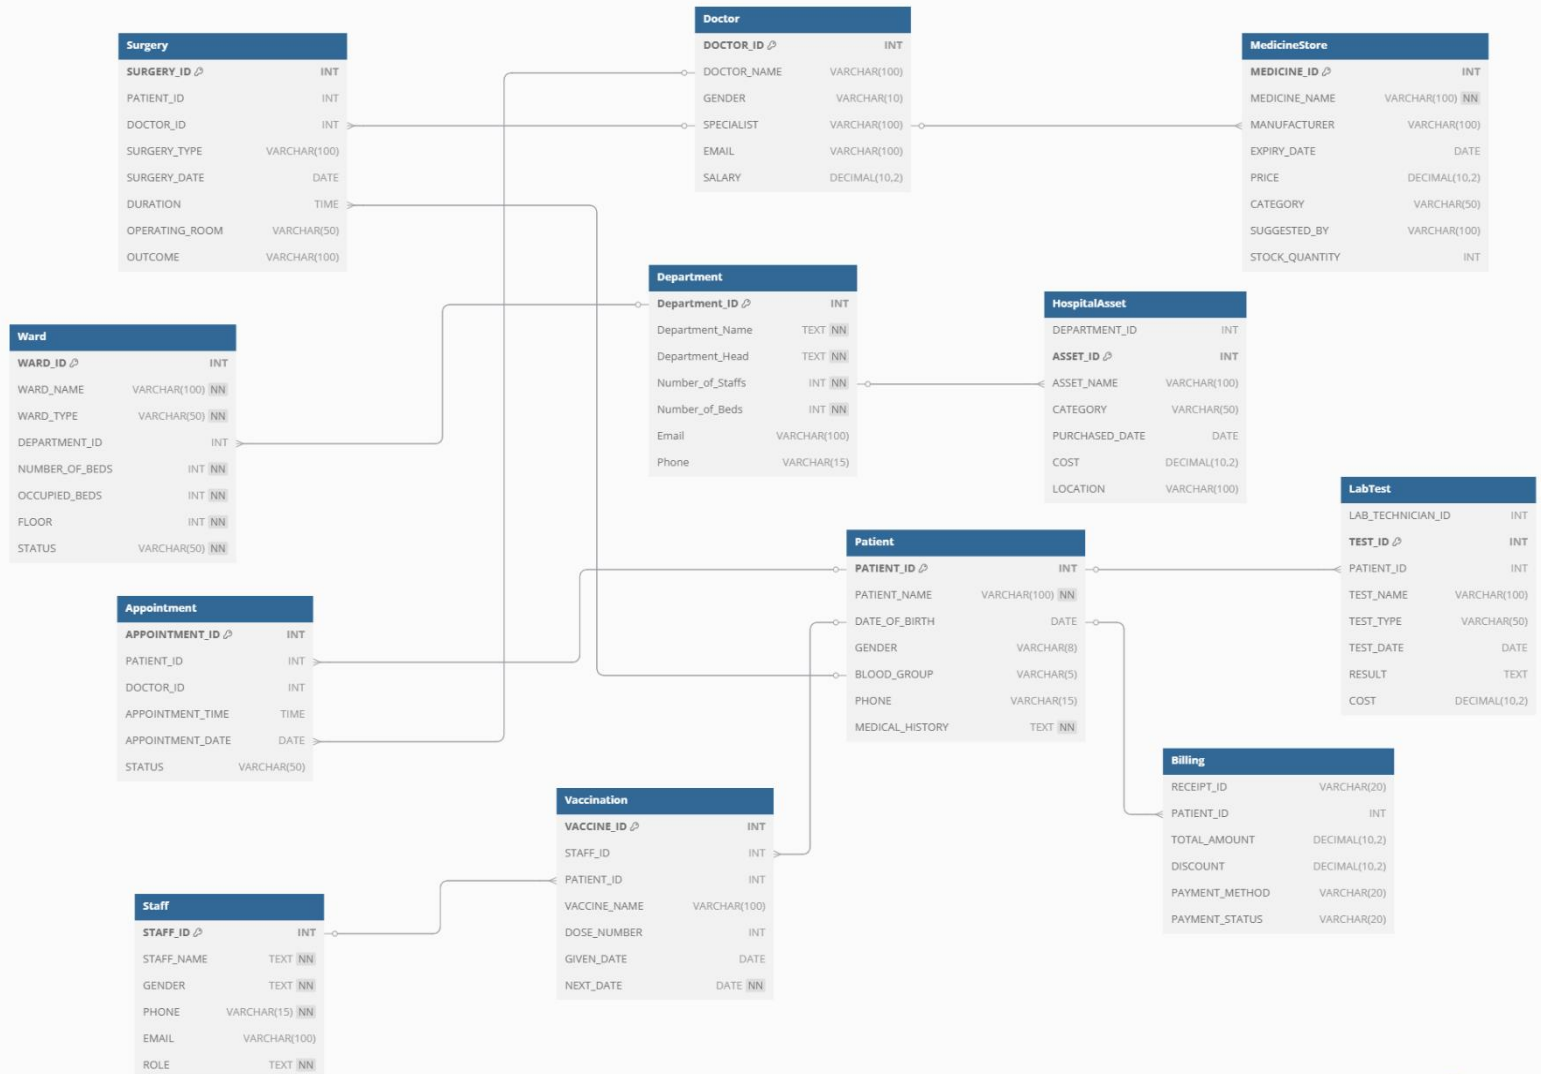 Surgery
SURGERY_ID INT
PATIENT_ID INT
DOCTOR_ID INT
SURGERY_TYPE VARCHAR(100)
SURGERY_DATE DATE
DURATION TIME
OPERATING_ROOM VARCHAR(50)
OUTCOME VARCHAR(100)
Doctor
DOCTOR_ID INT
DOCTOR_NAME VARCHAR(100)
GENDER VARCHAR(10)
SPECIALIST VARCHAR(100)
EMAIL VARCHAR(100)
SALARY DECIMAL(10,2)
MedicineStore
MEDICINE_ID INT
MEDICINE_NAME VARCHAR(100) NN
MANUFACTURER VARCHAR(100)
EXPIRY_DATE DATE
PRICE DECIMAL(10,2)
CATEGORY VARCHAR(50)
SUGGESTED_BY VARCHAR(100)
STOCK_QUANTITY INT
Department
Department_ID INT
Department_Name TEXT NN
Department_Head TEXT NN
Number_of_Staffs INT NN
Number_of_Beds INT NN
Email VARCHAR(100)
Phone VARCHAR(15)
HospitalAsset
DEPARTMENT_ID INT
ASSET_ID INT
ASSET_NAME VARCHAR(100)
CATEGORY VARCHAR(50)
PURCHASED_DATE DATE
COST DECIMAL(10,2)
LOCATION VARCHAR(100)
Ward
WARD_ID INT
WARD_NAME VARCHAR(100) NN
WARD_TYPE VARCHAR(50) NN
DEPARTMENT_ID INT
NUMBER_OF_BEDS INT NN
OCCUPIED_BEDS INT NN
FLOOR INT NN
STATUS VARCHAR(50) NN
LabTest
LAB_TECHNICIAN_ID INT
TEST_ID INT
PATIENT_ID INT
TEST_NAME VARCHAR(100)
TEST_TYPE VARCHAR(50)
TEST_DATE DATE
RESULT TEXT
COST DECIMAL(10,2)
Patient
PATIENT_ID INT
PATIENT_NAME VARCHAR(100) NN
DATE_OF_BIRTH DATE
GENDER VARCHAR(8)
BLOOD_GROUP VARCHAR(5)
PHONE VARCHAR(15)
MEDICAL_HISTORY TEXT NN
Appointment
APPOINTMENT_ID INT
PATIENT_ID INT
DOCTOR_ID INT
APPOINTMENT_TIME TIME
APPOINTMENT_DATE DATE
STATUS VARCHAR(50)
Billing
RECEIPT_ID VARCHAR(20)
PATIENT_ID INT
TOTAL_AMOUNT DECIMAL(10,2)
DISCOUNT DECIMAL(10,2)
PAYMENT_METHOD VARCHAR(20)
PAYMENT_STATUS VARCHAR(20)
Vaccination
VACCINE_ID INT
STAFF_ID INT
PATIENT_ID INT
VACCINE_NAME VARCHAR(100)
DOSE_NUMBER INT
GIVEN_DATE DATE
NEXT_DATE DATE NN
Staff
STAFF_ID INT
STAFF_NAME TEXT NN
GENDER TEXT NN
PHONE VARCHAR(15) NN
EMAIL VARCHAR(100)
ROLE TEXT NN